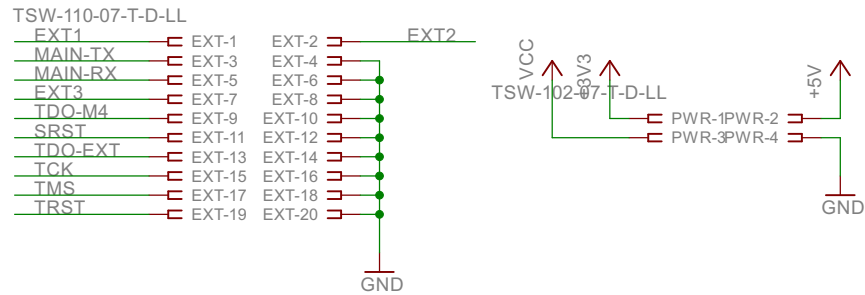 TSW-110-07-T-D-LL
EXT1 EXT-1 EXT-2 EXT2
MAIN-TX EXT-3 EXT-4
MAIN-RX EXT-5 EXT-6
EXT3 EXT-7 EXT-8
TDO-M4 EXT-9 EXT-10
SRST EXT-11 EXT-12
TDO-EXT EXT-13 EXT-14
TCK EXT-15 EXT-16
TMS EXT-17 EXT-18
TRST EXT-19 EXT-20
GND
VCC +3V3 +5V
TSW-102-07-T-D-LL
PWR-1 PWR-2
PWR-3 PWR-4
GND